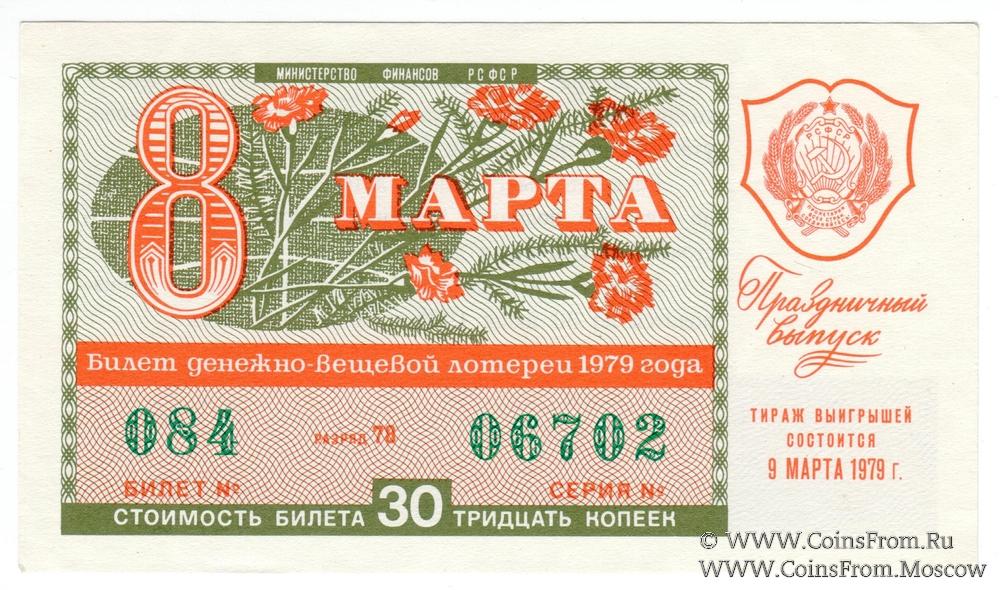 МИНИСТЕРСТВО ФИНАНСОВ РСФСР
8 МАРТА
РСФСР
Праздничный
выпуск
Билет денежно-вещевой лотереи 1979 года
084 РАЗРЯД 78 06702
БИЛЕТ № СЕРИЯ №
СТОИМОСТЬ БИЛЕТА 30 ТРИДЦАТЬ КОПЕЕК
ТИРАЖ ВЫИГРЫШЕЙ
СОСТОИТСЯ
9 МАРТА 1979 г.
© WWW.CoinsFrom.Ru
WWW.CoinsFrom.Moscow